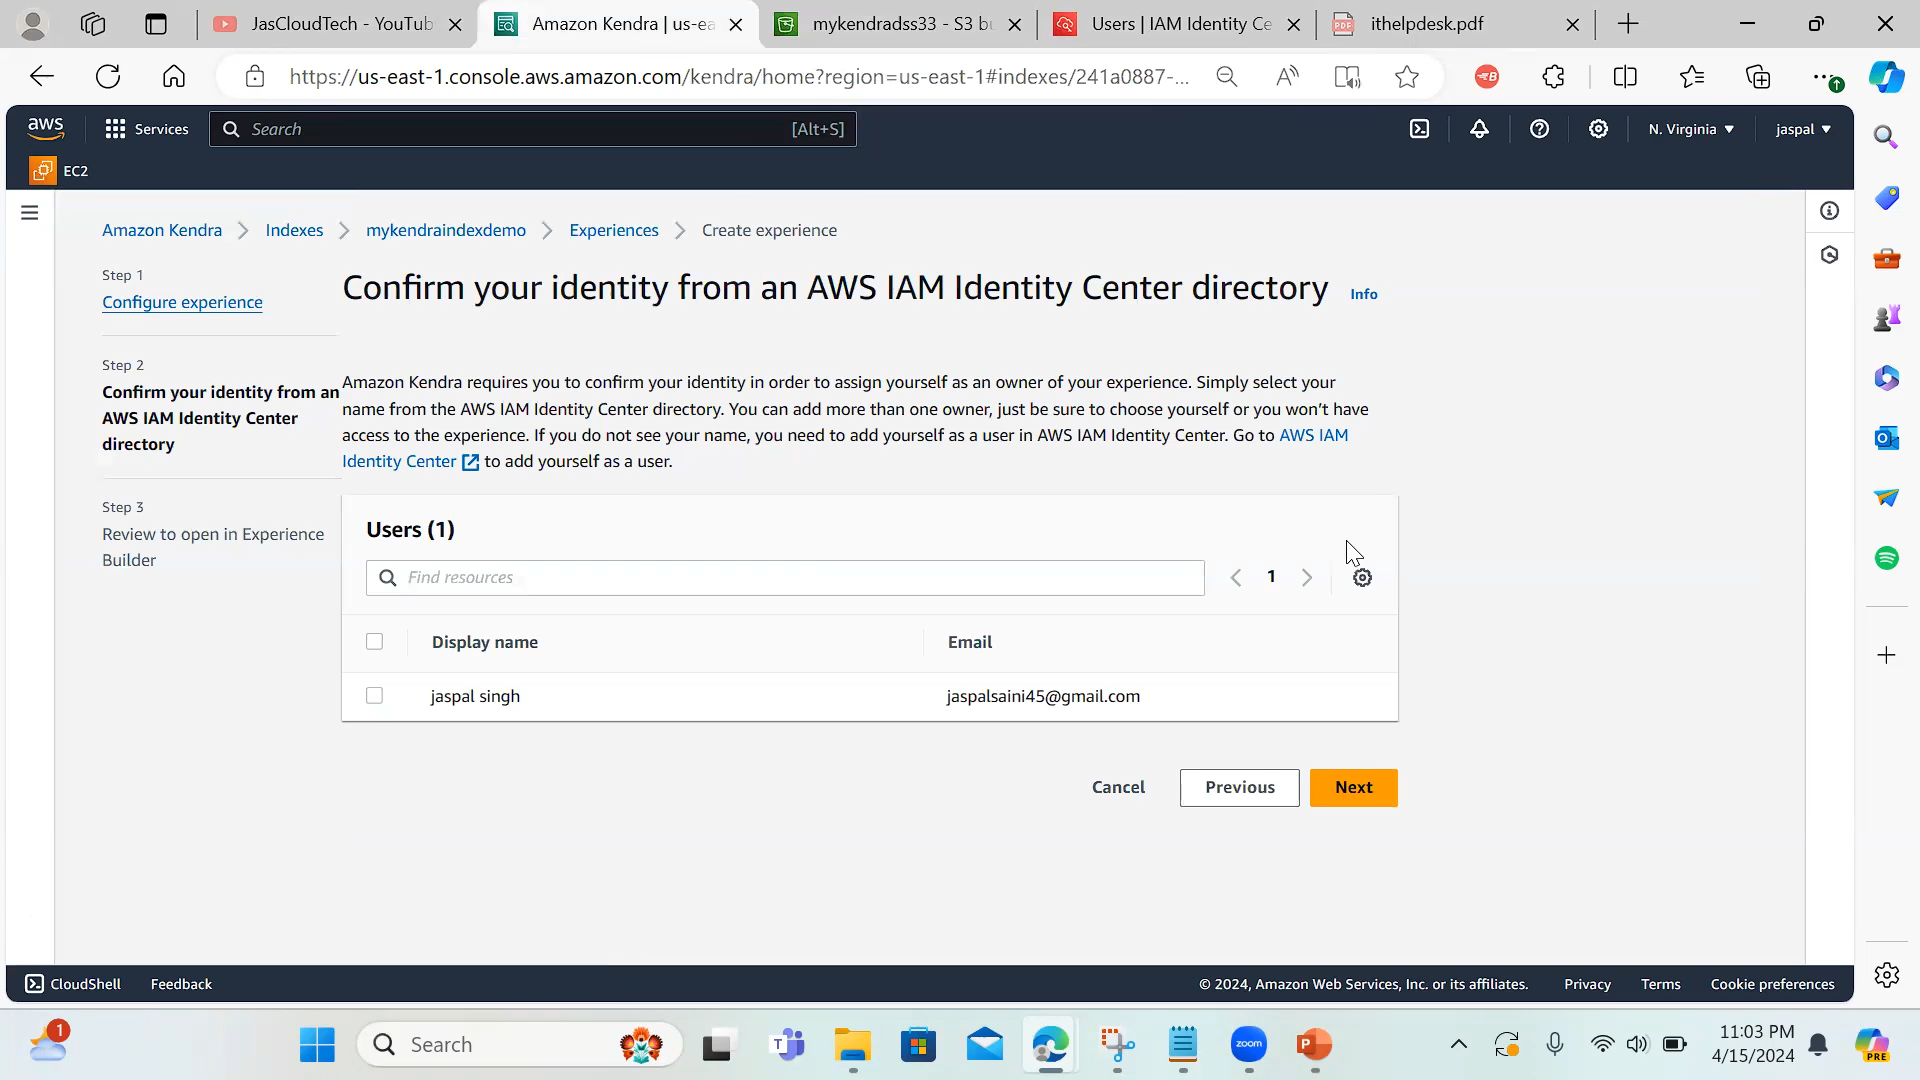 JasCloudTech - YouTub
Amazon Kendra | us-ea
mykendradss33 - S3 bu
Users | IAM Identity Ce
PDF
ithelpdesk.pdf
https://us-east-1.console.aws.amazon.com/kendra/home?region=us-east-1#indexes/241a0887-...
aws
Services
Search
[Alt+S]
N. Virginia
jaspal
EC2
Amazon Kendra
Indexes
mykendraindexdemo
Experiences
Create experience
Step 1
Configure experience
Step 2
Confirm your identity from an
AWS IAM Identity Center
directory
Step 3
Review to open in Experience
Builder
Confirm your identity from an AWS IAM Identity Center directory
Info
Amazon Kendra requires you to confirm your identity in order to assign yourself as an owner of your experience. Simply select your
name from the AWS IAM Identity Center directory. You can add more than one owner, just be sure to choose yourself or you won’t have
access to the experience. If you do not see your name, you need to add yourself as a user in AWS IAM Identity Center. Go to AWS IAM
Identity Center to add yourself as a user.
Users (1)
Find resources
1
Display name
Email
jaspal singh
jaspalsaini45@gmail.com
Cancel
Previous
Next
CloudShell
Feedback
© 2024, Amazon Web Services, Inc. or its affiliates.
Privacy
Terms
Cookie preferences
1
Search
zoom
11:03 PM
4/15/2024
PRE